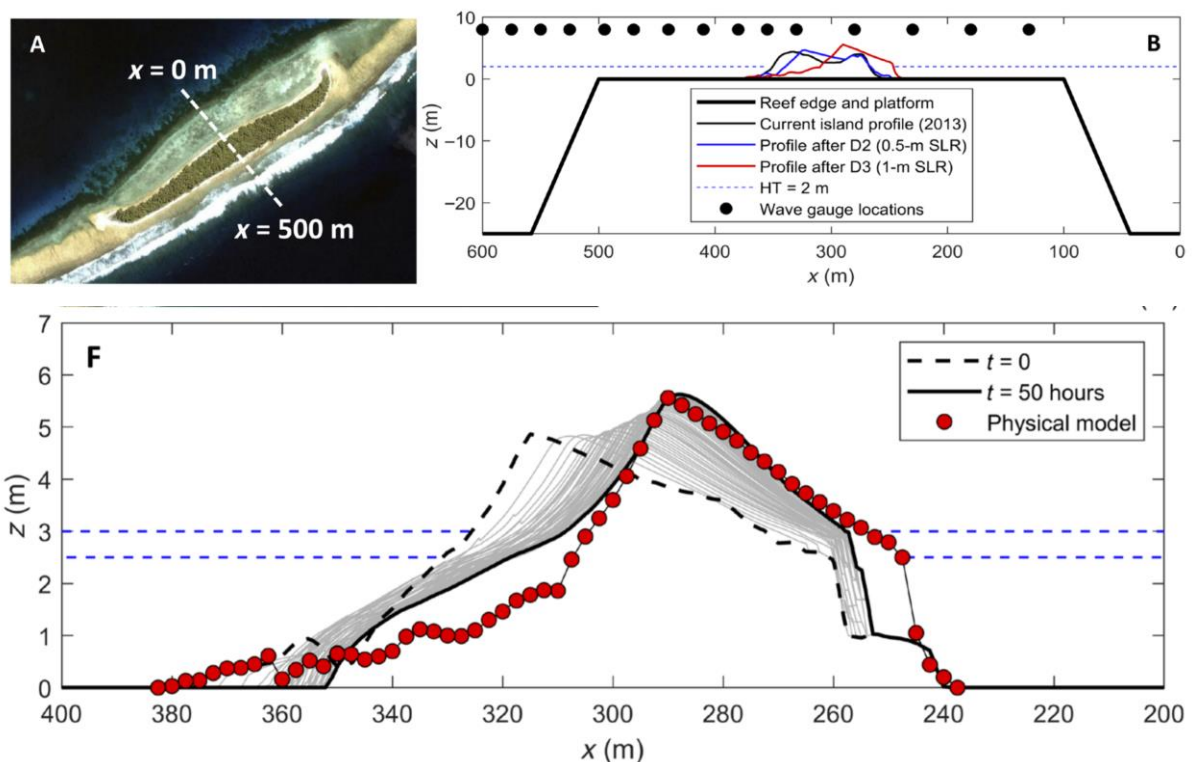 A
x = 0 m
x = 500 m
B
10
0
−10
−20
z (m)
Reef edge and platform
Current island profile (2013)
Profile after D2 (0.5-m SLR)
Profile after D3 (1-m SLR)
HT = 2 m
Wave gauge locations
600 500 400 300 200 100 0
x (m)
F
7
6
5
4
3
2
1
0
z (m)
t = 0
t = 50 hours
Physical model
400 380 360 340 320 300 280 260 240 220 200
x (m)